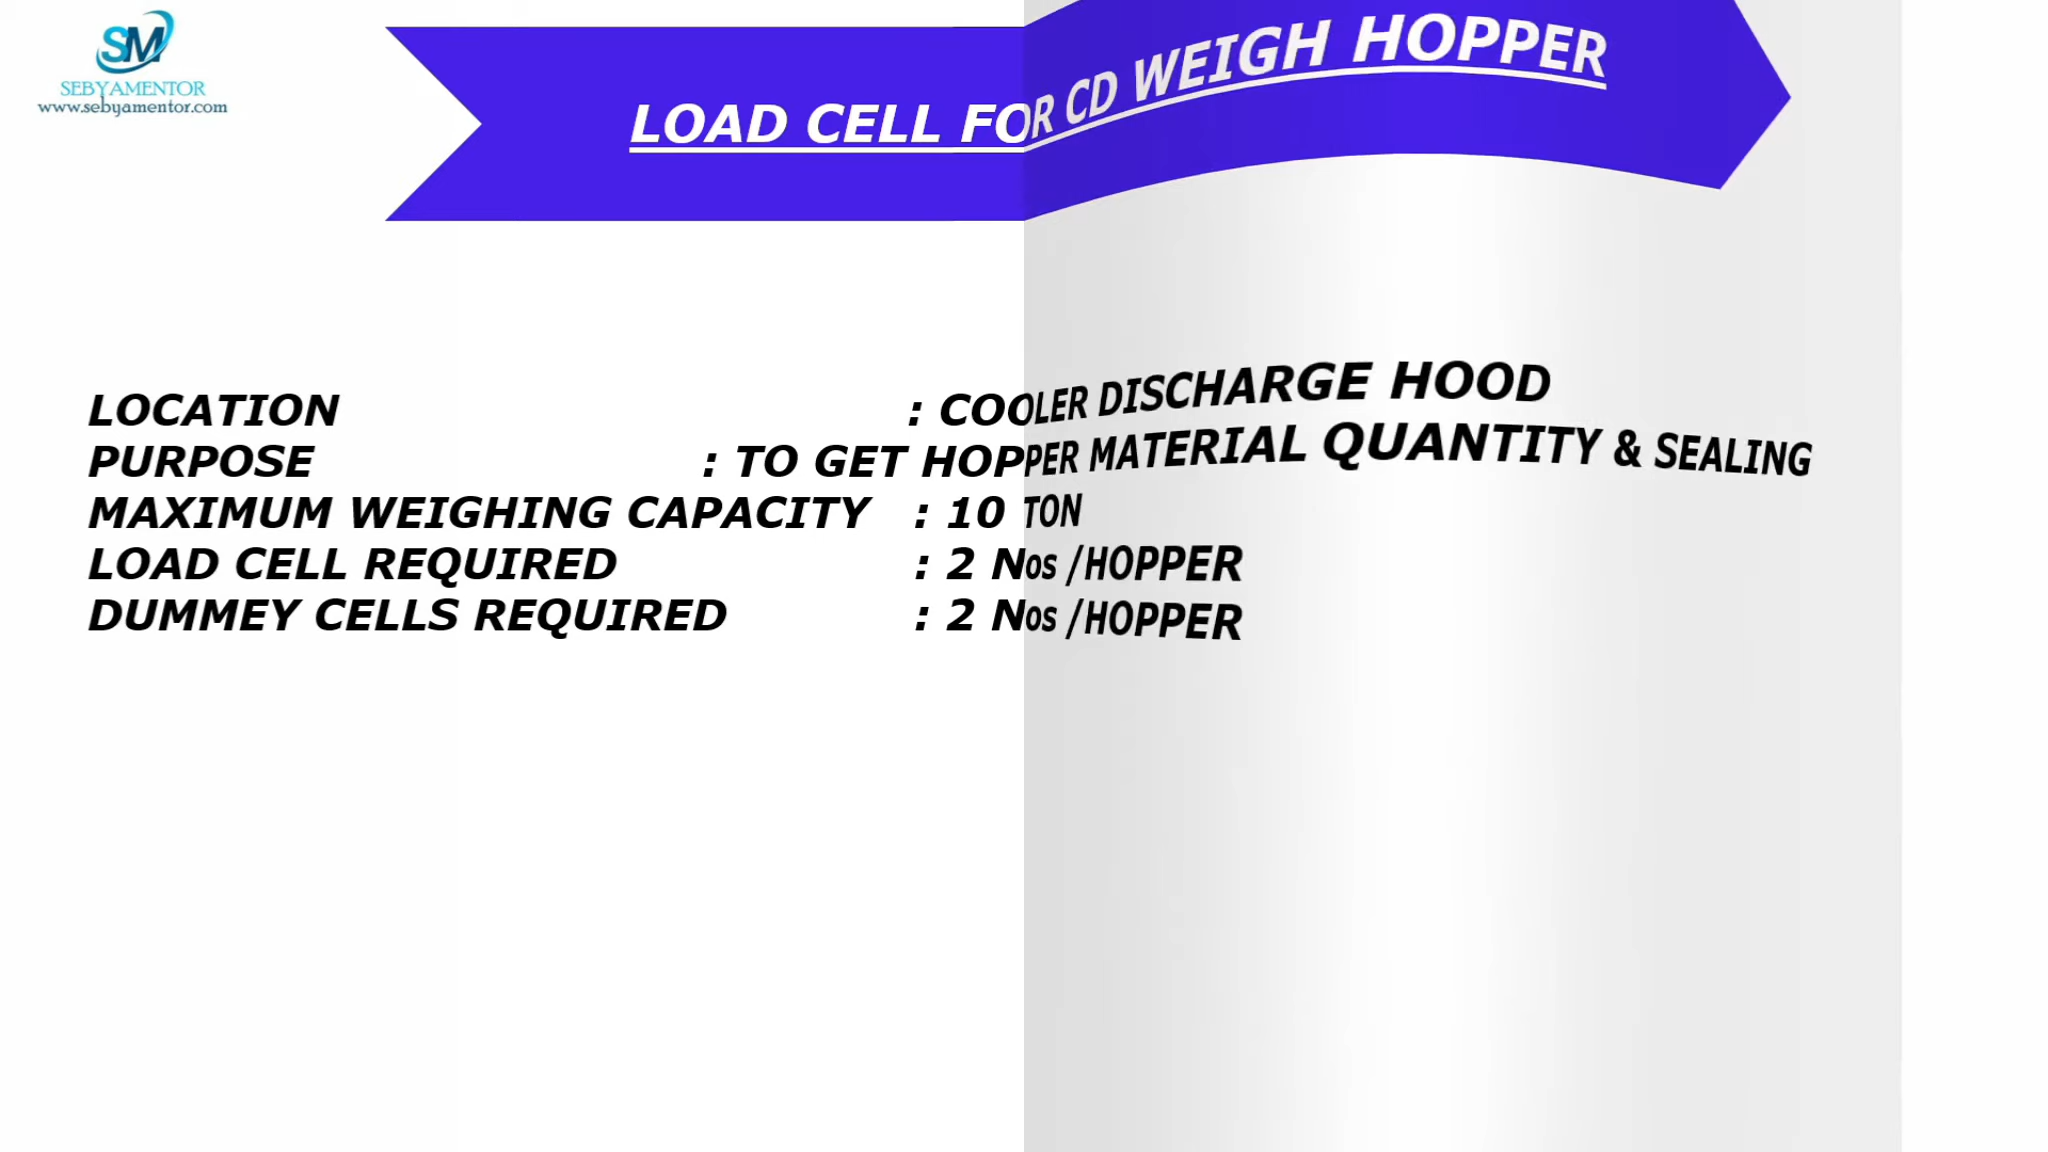 SM
SEBYAMENTOR
www.sebyamentor.com
LOAD CELL FOR CD WEIGH HOPPER
LOCATION : COOLER DISCHARGE HOOD
PURPOSE : TO GET HOPPER MATERIAL QUANTITY & SEALING
MAXIMUM WEIGHING CAPACITY : 10 TON
LOAD CELL REQUIRED : 2 Nos /HOPPER
DUMMEY CELLS REQUIRED : 2 Nos /HOPPER